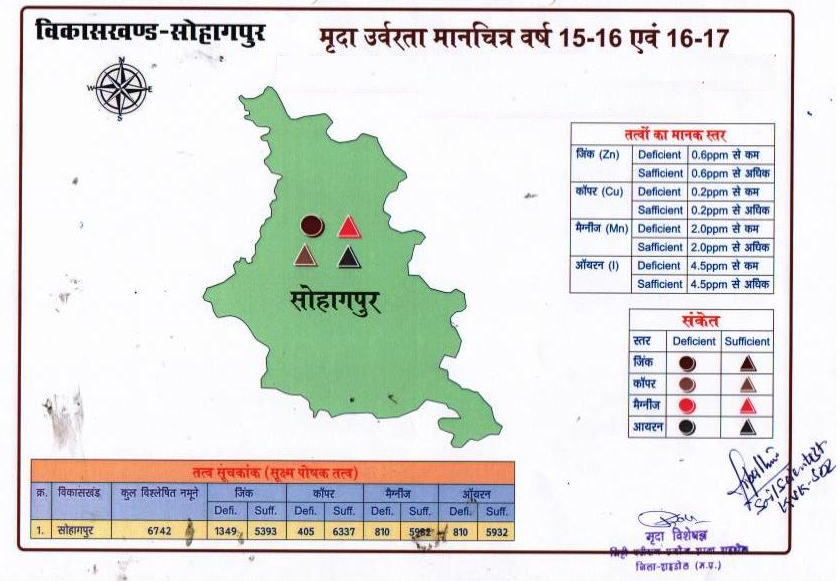 विकासखण्ड-सोहागपुर
मृदा उर्वरता मानचित्र वर्ष 15-16 एवं 16-17
W E
S
तत्वों का मानक स्तर
जिंक (Zn) Deficient 0.6ppm से कम
Safficient 0.6ppm से अधिक
कॉपर (Cu) Deficient 0.2ppm से कम
Safficient 0.2ppm से अधिक
मैग्नीज (Mn) Deficient 2.0ppm से कम
Safficient 2.0ppm से अधिक
ऑयरन (I) Deficient 4.5ppm से कम
Safficient 4.5ppm से अधिक
सोहागपुर
संकेत
स्तर Deficient Sufficient
जिंक
कॉपर
मैग्नीज
आयरन
तत्व सूंचकांक (सूक्ष्म पोषक तत्व)
क्र. विकासखंड कुल विश्लेषित नमूने जिंक कॉपर मैग्नीज ऑयरन
Defi. Suff. Defi. Suff. Defi. Suff. Defi. Suff.
1. सोहागपुर 6742 1349 5393 405 6337 810 810 5932
Soil Scientist
मृदा विशेषज्ञ
जिला-शहडोल (म.प्र.)